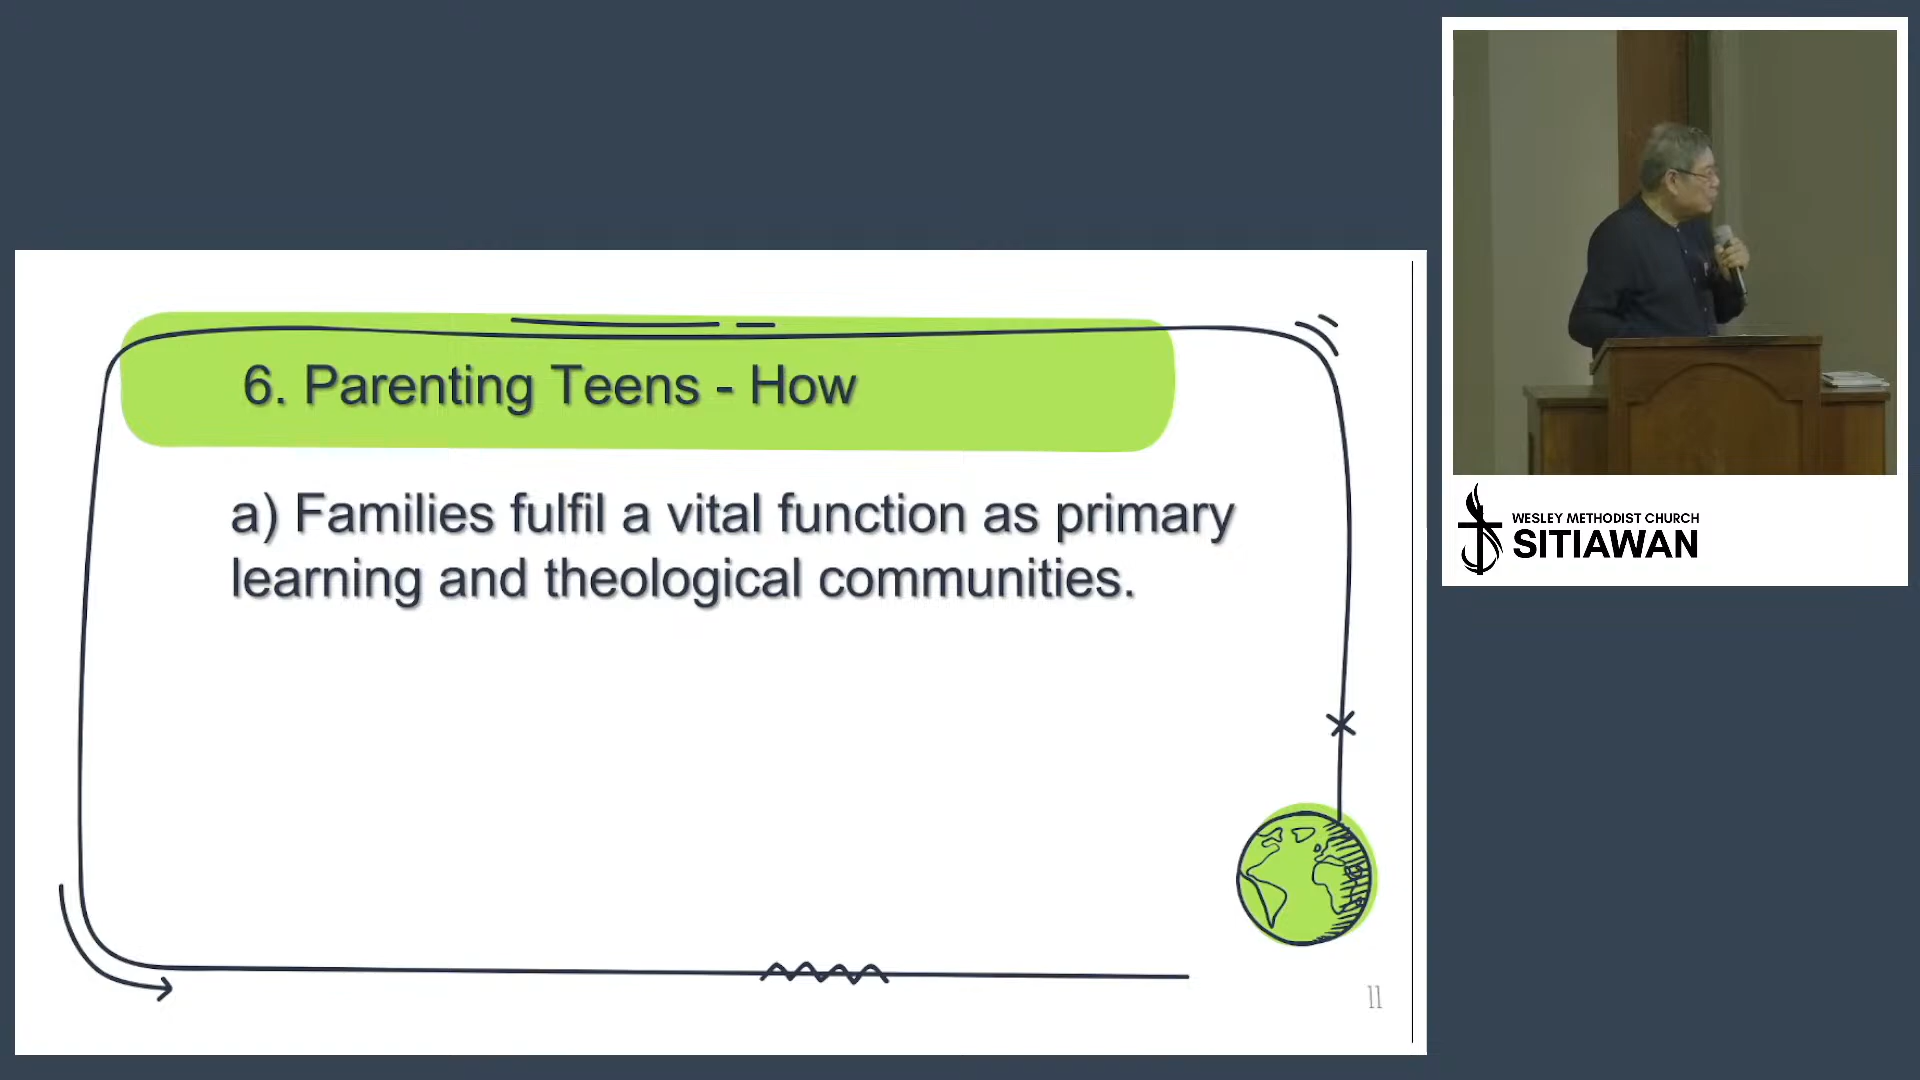 6. Parenting Teens - How
a) Families fulfil a vital function as primary
learning and theological communities.
11
WESLEY METHODIST CHURCH
SITIAWAN